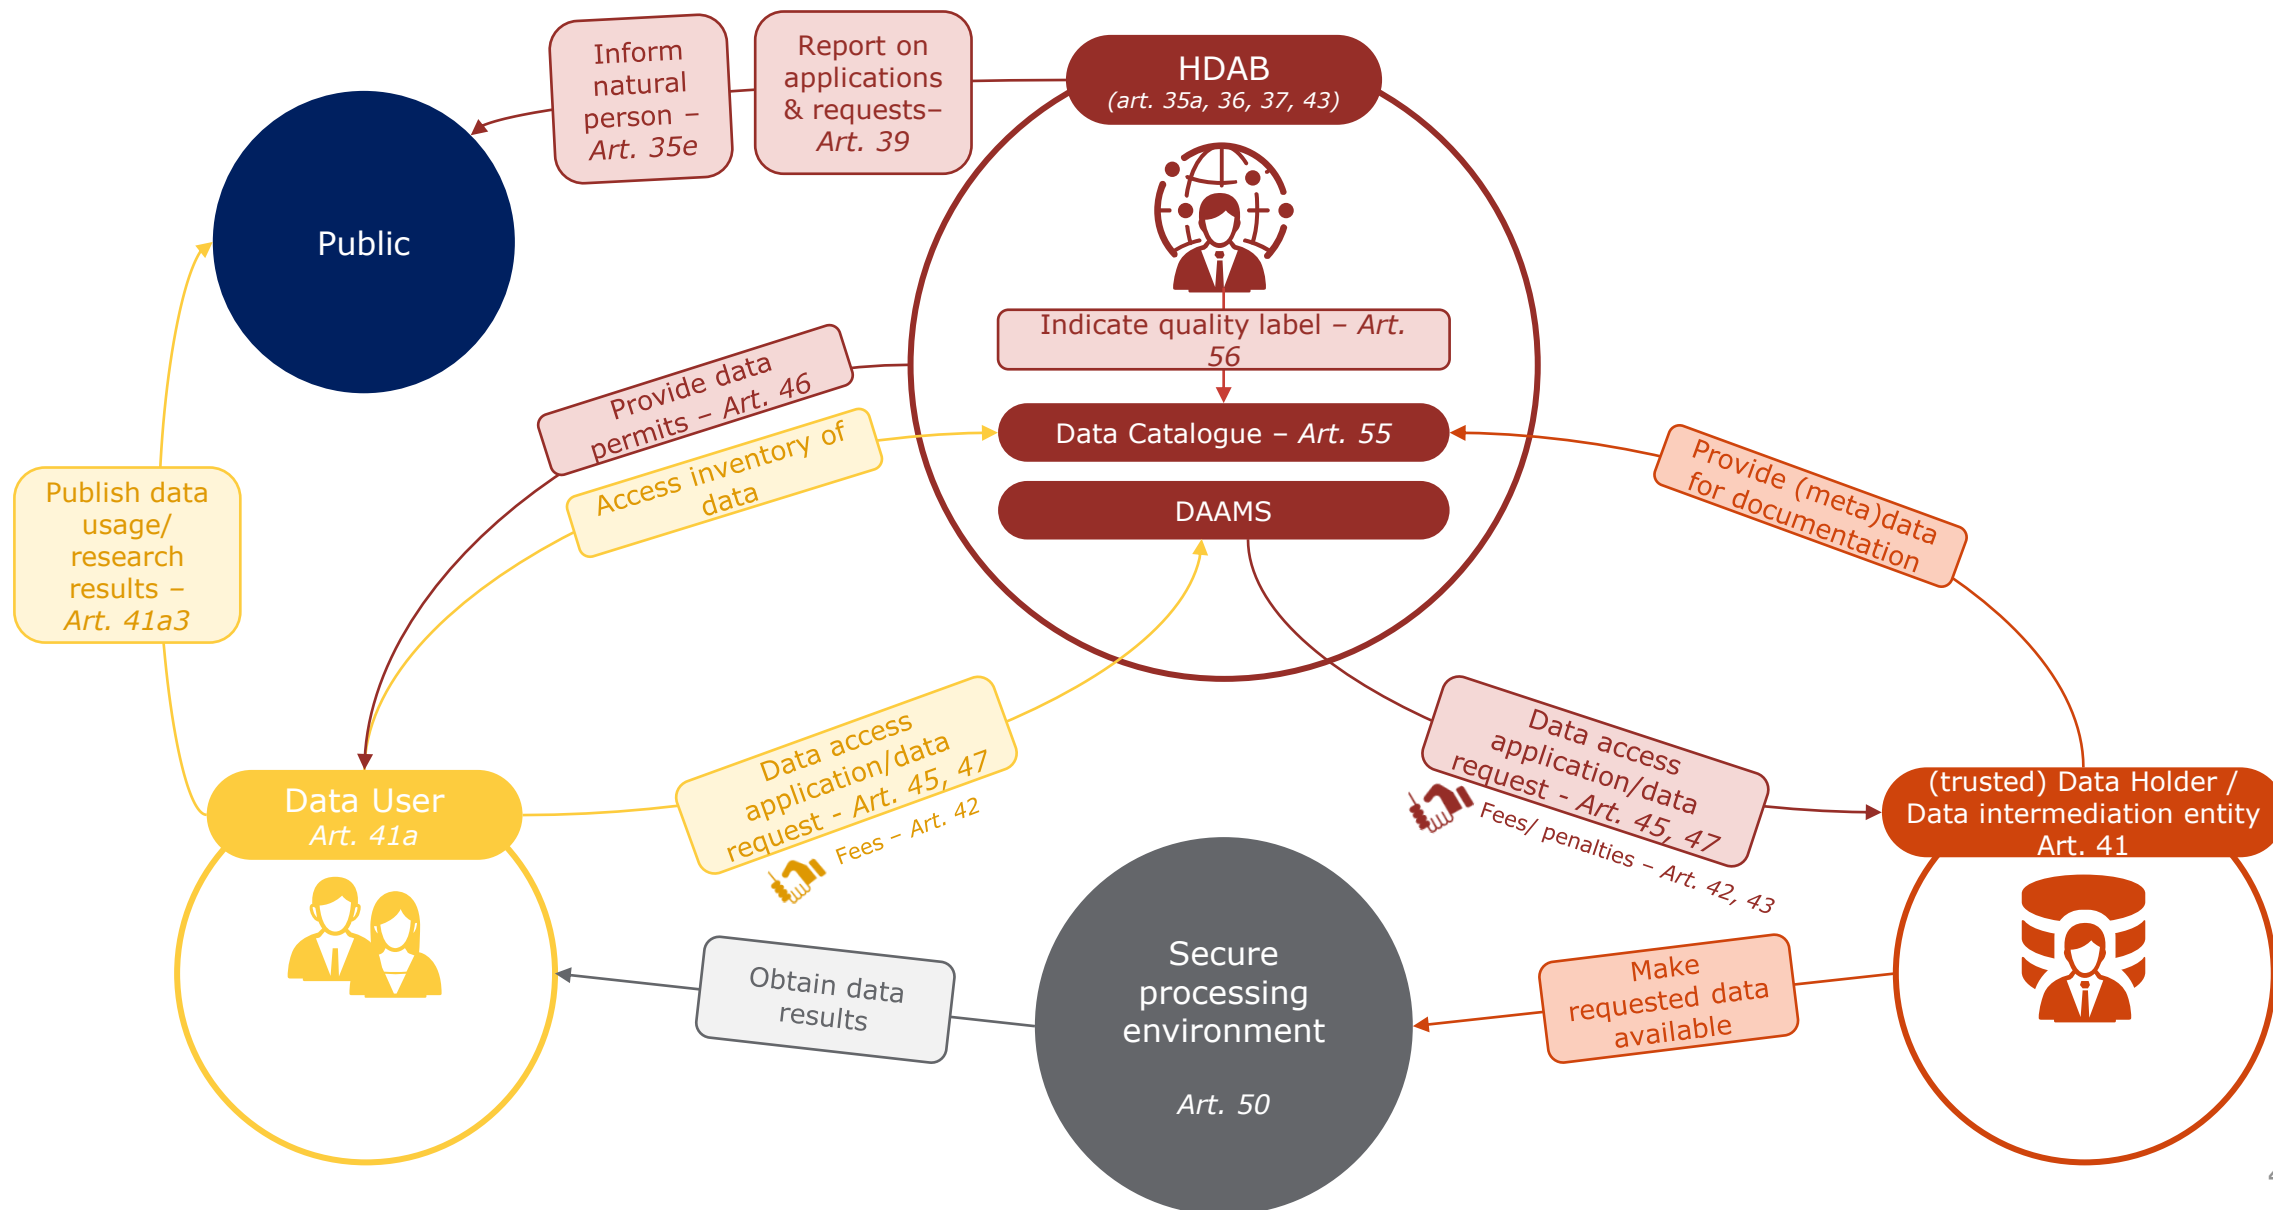 Inform
natural
person –
Art. 35e
Report on
applications
& requests–
Art. 39
HDAB
(art. 35a, 36, 37, 43)
Public
Indicate quality label – Art.
56
Provide data
permits – Art. 46
Access inventory of
data
Data Catalogue – Art. 55
DAAMS
Provide (meta)data
for documentation
Publish data
usage/
research
results –
Art. 41a3
Data User
Art. 41a
Data access
application/data
request - Art. 45, 47
Fees – Art. 42
Data access
application/data
request - Art. 45, 47
Fees/ penalties – Art. 42, 43
(trusted) Data Holder /
Data intermediation entity
Art. 41
Obtain data
results
Secure
processing
environment
Art. 50
Make
requested data
available